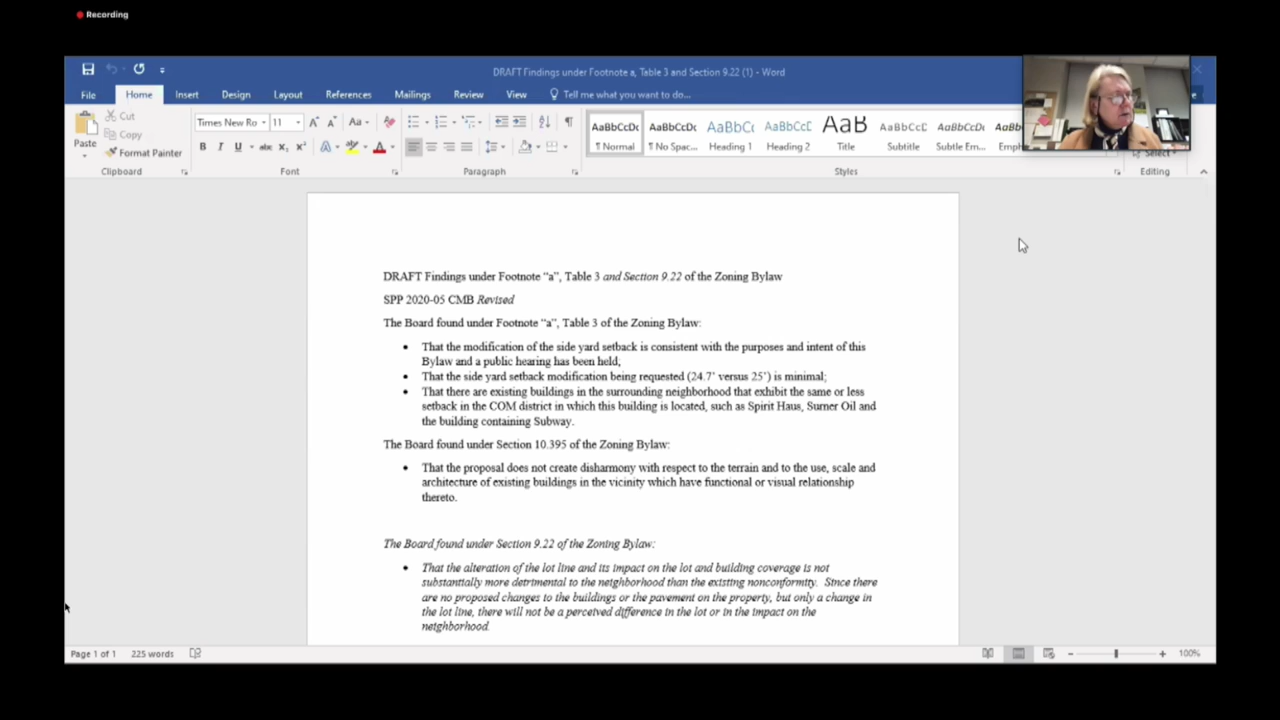 Recording
DRAFT Findings under Footnote a, Table 3 and Section 9.22 (1) - Word
File Home Insert Design Layout References Mailings Review View Tell me what you want to do...
Paste
Cut
Copy
Format Painter
Clipboard
Times New Ro 11 Aa
B I U abc x₂ x² A
Font
Paragraph
AaBbCcDc AaBbCcDc AaBbCc AaBbCcC AaB AaBbCcC AaBbCcDc AaBb
¶ Normal ¶ No Spac... Heading 1 Heading 2 Title Subtitle Subtle Em... Emph
Styles
Select
Editing
DRAFT Findings under Footnote “a”, Table 3 and Section 9.22 of the Zoning Bylaw
SPP 2020-05 CMB Revised
The Board found under Footnote “a”, Table 3 of the Zoning Bylaw:
• That the modification of the side yard setback is consistent with the purposes and intent of this
Bylaw and a public hearing has been held;
• That the side yard setback modification being requested (24.7’ versus 25’) is minimal;
• That there are existing buildings in the surrounding neighborhood that exhibit the same or less
setback in the COM district in which this building is located, such as Spirit Haus, Surner Oil and
the building containing Subway.
The Board found under Section 10.395 of the Zoning Bylaw:
• That the proposal does not create disharmony with respect to the terrain and to the use, scale and
architecture of existing buildings in the vicinity which have functional or visual relationship
thereto.
The Board found under Section 9.22 of the Zoning Bylaw:
• That the alteration of the lot line and its impact on the lot and building coverage is not
substantially more detrimental to the neighborhood than the existing nonconformity. Since there
are no proposed changes to the buildings or the pavement on the property, but only a change in
the lot line, there will not be a perceived difference in the lot or in the impact on the
neighborhood.
Page 1 of 1 225 words
100%